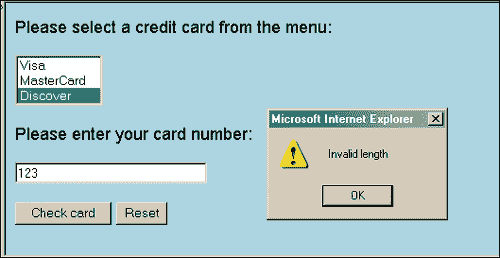 Please select a credit card from the menu:
Visa
MasterCard
Discover
Please enter your card number:
123
Check card Reset
Microsoft Internet Explorer
Invalid length
OK